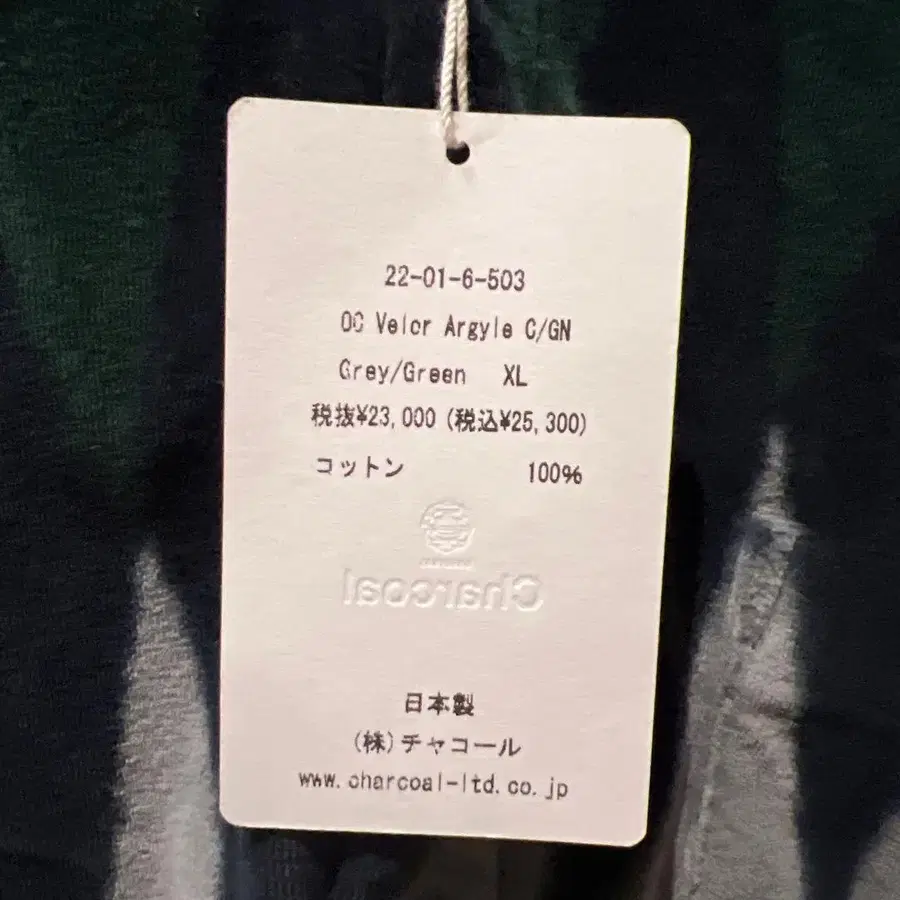 22-01-6-503
OC Velor Argyle C/GN
Grey/Green XL
税抜¥23,000 (税込¥25,300)
コットン 100%
Charcoal
日本製
(株)チャコール
www.charcoal-ltd.co.jp